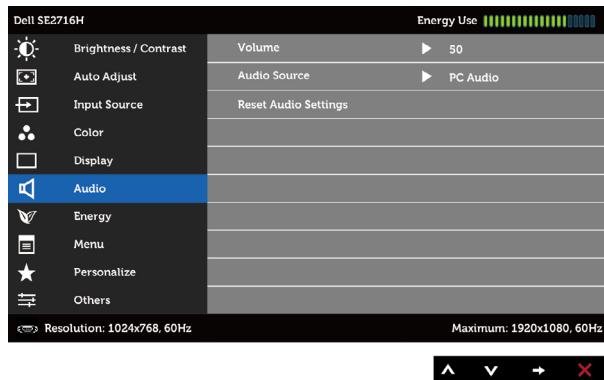 Dell SE2716H Energy Use
Brightness / Contrast Volume 50
Auto Adjust Audio Source PC Audio
Input Source Reset Audio Settings
Color
Display
Audio
Energy
Menu
Personalize
Others
Resolution: 1024x768, 60Hz Maximum: 1920x1080, 60Hz